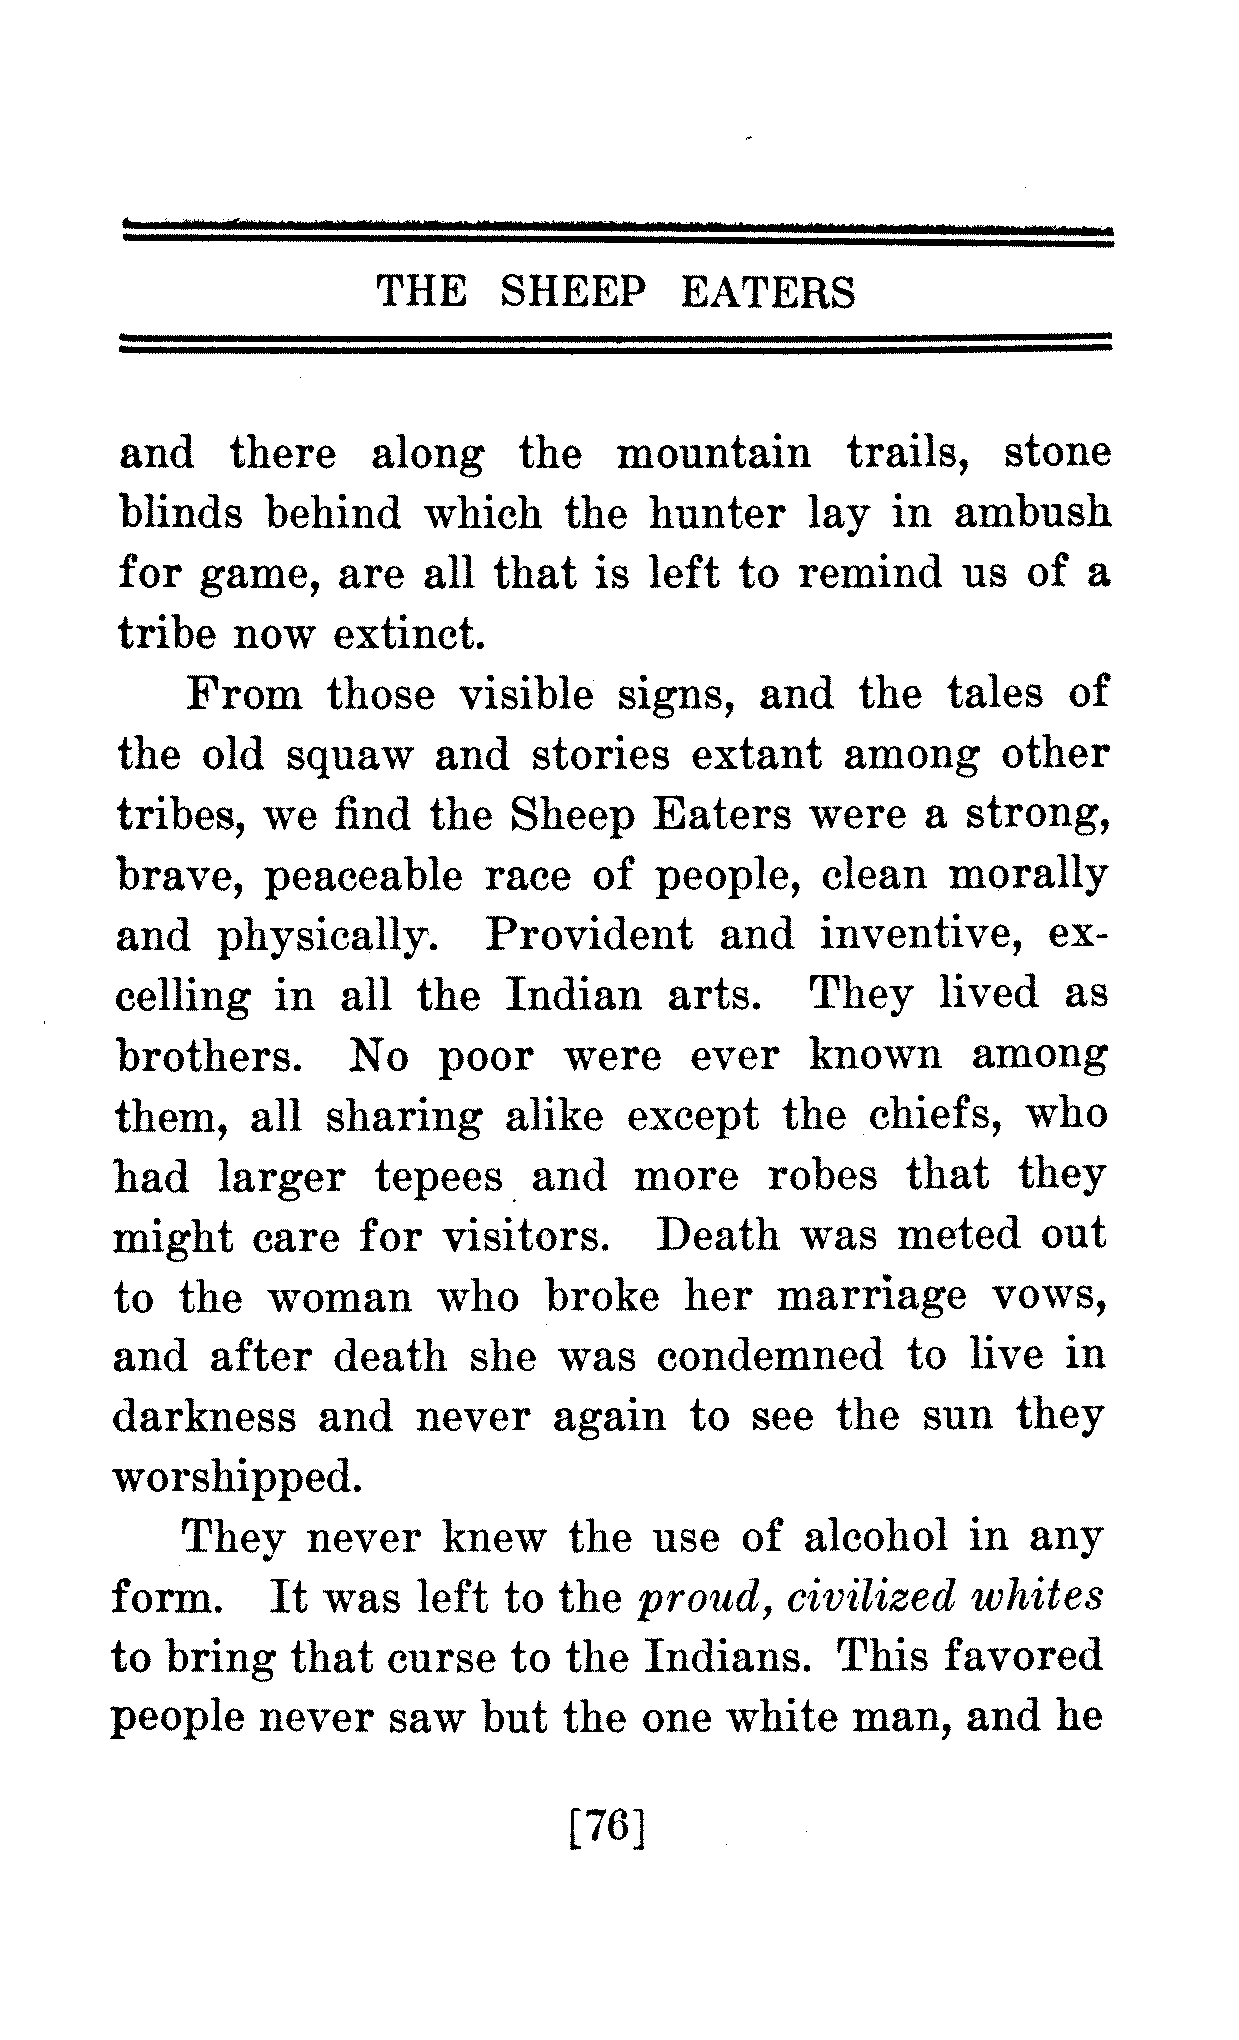 THE SHEEP EATERS
and there along the mountain trails, stone
blinds behind which the hunter lay in ambush
for game, are all that is left to remind us of a
tribe now extinct.
From those visible signs, and the tales of
the old squaw and stories extant among other
tribes, we find the Sheep Eaters were a strong,
brave, peaceable race of people, clean morally
and physically. Provident and inventive, ex-
celling in all the Indian arts. They lived as
brothers. No poor were ever known among
them, all sharing alike except the chiefs, who
had larger tepees and more robes that they
might care for visitors. Death was meted out
to the woman who broke her marriage vows,
and after death she was condemned to live in
darkness and never again to see the sun they
worshipped.
They never knew the use of alcohol in any
form. It was left to the proud, civilized whites
to bring that curse to the Indians. This favored
people never saw but the one white man, and he
[76]